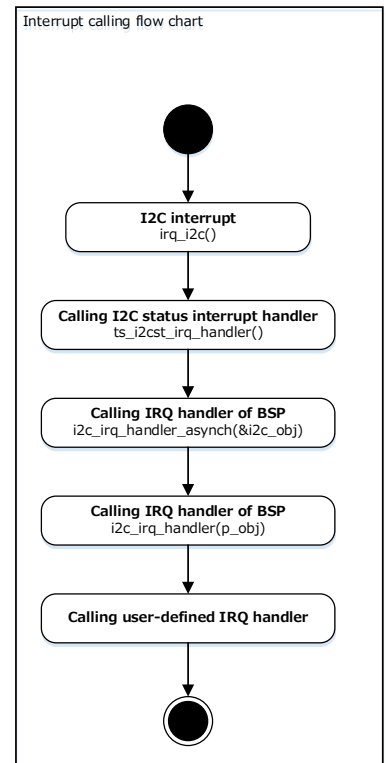 Interrupt calling flow chart
I2C interrupt
irq_i2c()
Calling I2C status interrupt handler
ts_i2cst_irq_handler()
Calling IRQ handler of BSP
i2c_irq_handler_asynch(&i2c_obj)
Calling IRQ handler of BSP
i2c_irq_handler(p_obj)
Calling user-defined IRQ handler